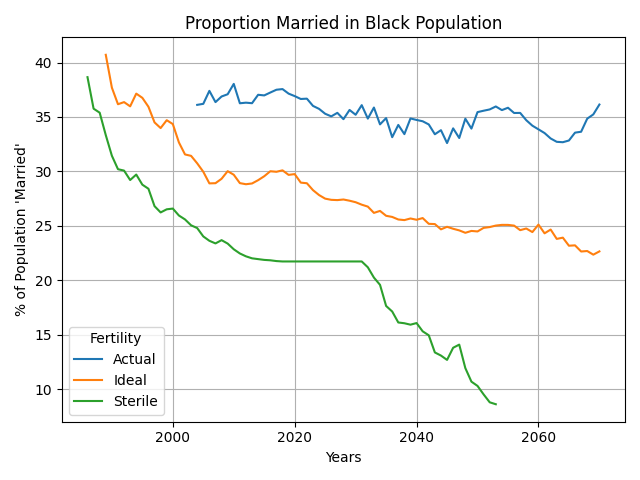 Proportion Married in Black Population
% of Population 'Married'
40
35
30
25
20
15
10
Fertility
Actual
Ideal
Sterile
2000
2020
2040
2060
Years